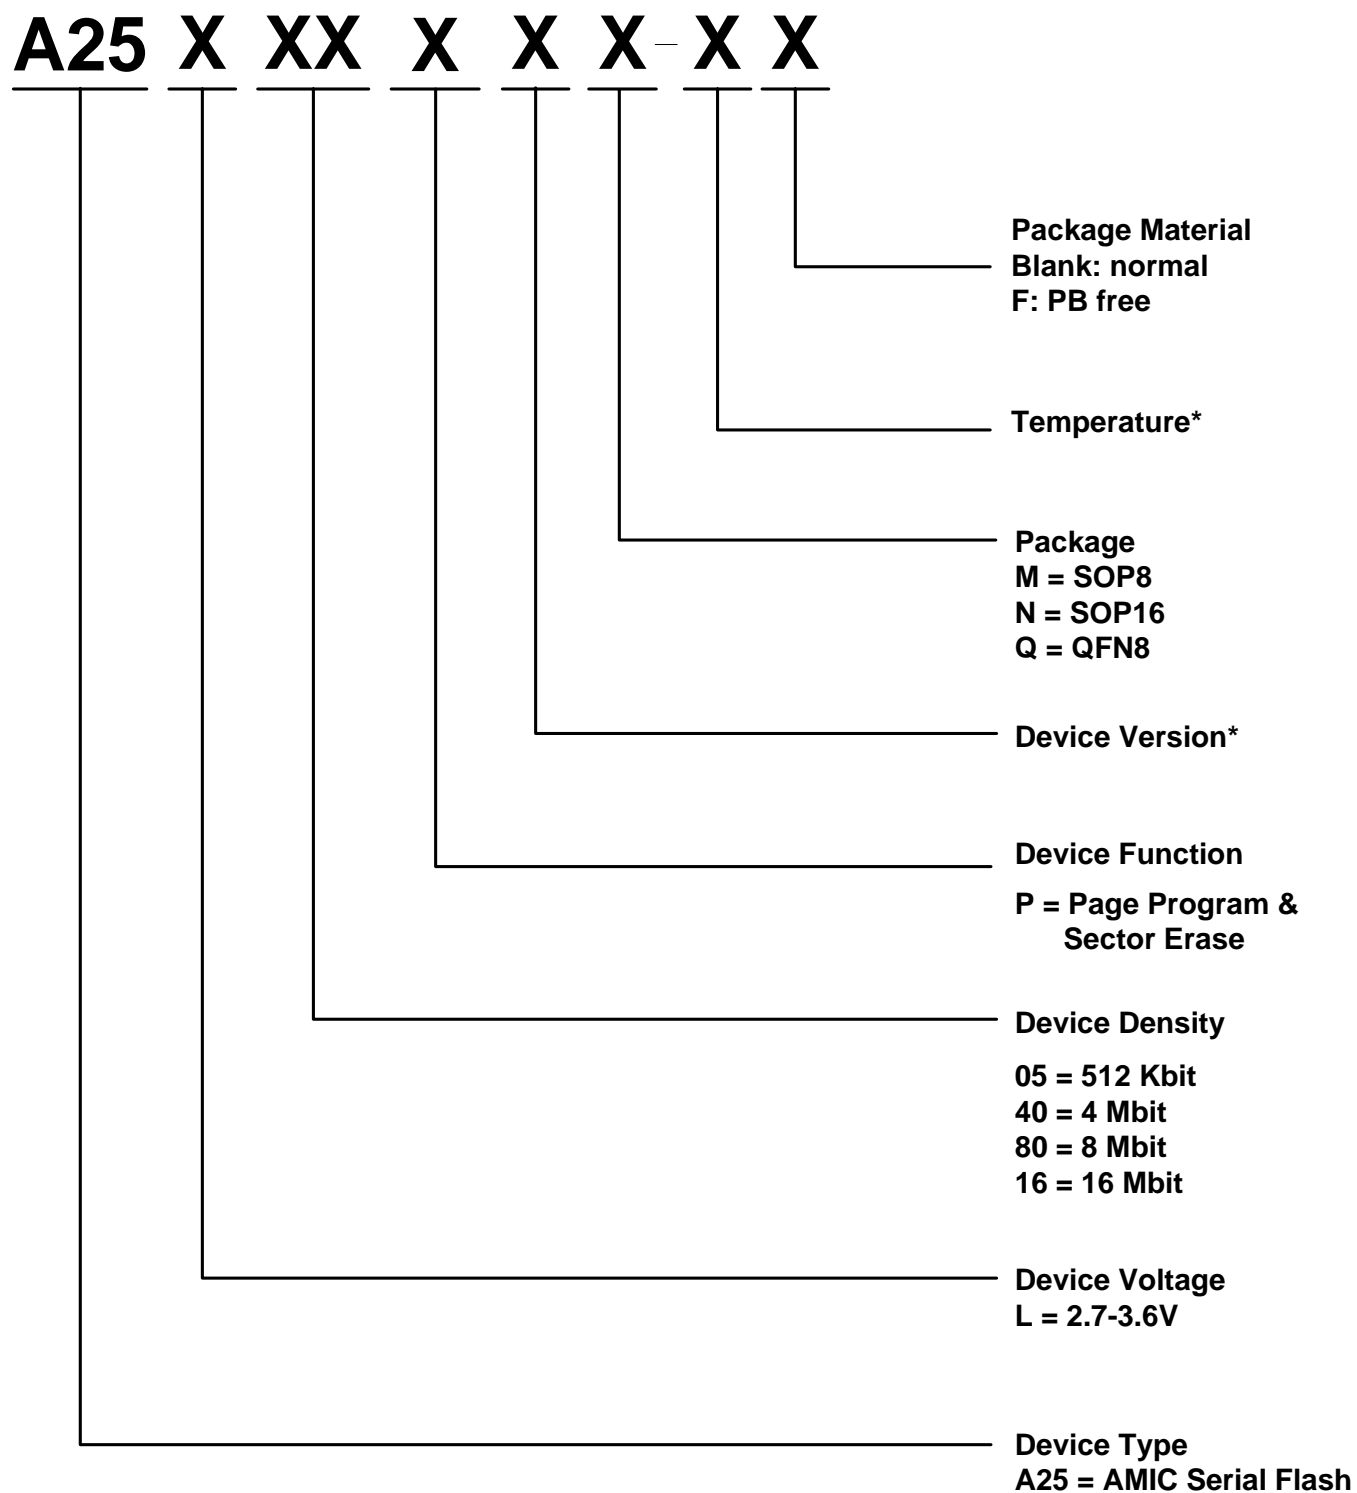 A25 X XX X X X – X X
Package Material
Blank: normal
F: PB free
Temperature*
Package
M = SOP8
N = SOP16
Q = QFN8
Device Version*
Device Function
P = Page Program &
Sector Erase
Device Density
05 = 512 Kbit
40 = 4 Mbit
80 = 8 Mbit
16 = 16 Mbit
Device Voltage
L = 2.7-3.6V
Device Type
A25 = AMIC Serial Flash